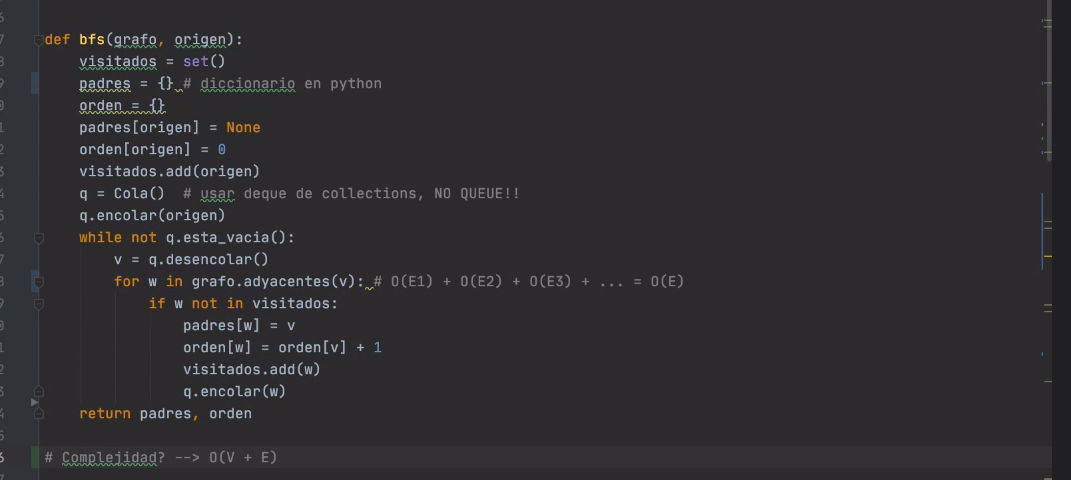 def bfs(grafo, origen):
    visitados = set()
    padres = {} # diccionario en python
    orden = {}
    padres[origen] = None
    orden[origen] = 0
    visitados.add(origen)
    q = Cola()  # usar deque de collections, NO QUEUE!!
    q.encolar(origen)
    while not q.esta_vacia():
        v = q.desencolar()
        for w in grafo.adyacentes(v): # O(E1) + O(E2) + O(E3) + ... = O(E)
            if w not in visitados:
                padres[w] = v
                orden[w] = orden[v] + 1
                visitados.add(w)
                q.encolar(w)
    return padres, orden
# Complejidad? --> O(V + E)